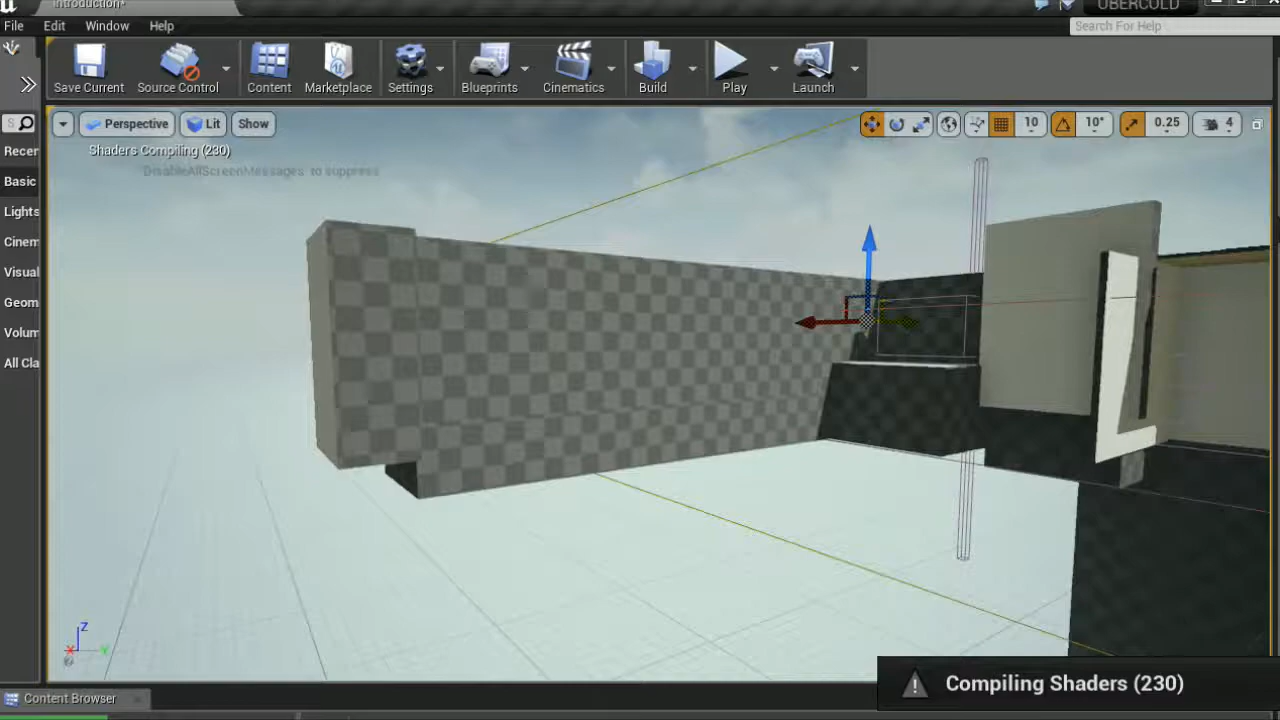 Introduction*
UBERCOLD
File Edit Window Help
Search For Help
Save Current Source Control Content Marketplace Settings Blueprints Cinematics Build Play Launch
S
Perspective Lit Show 10 10° 0.25 4
Shaders Compiling (230)
DisableAllScreenMessages to suppress
Recer
Basic
Lights
Cinem
Visual
Geom
Volum
All Cla
Z
X Y
Compiling Shaders (230)
Content Browser